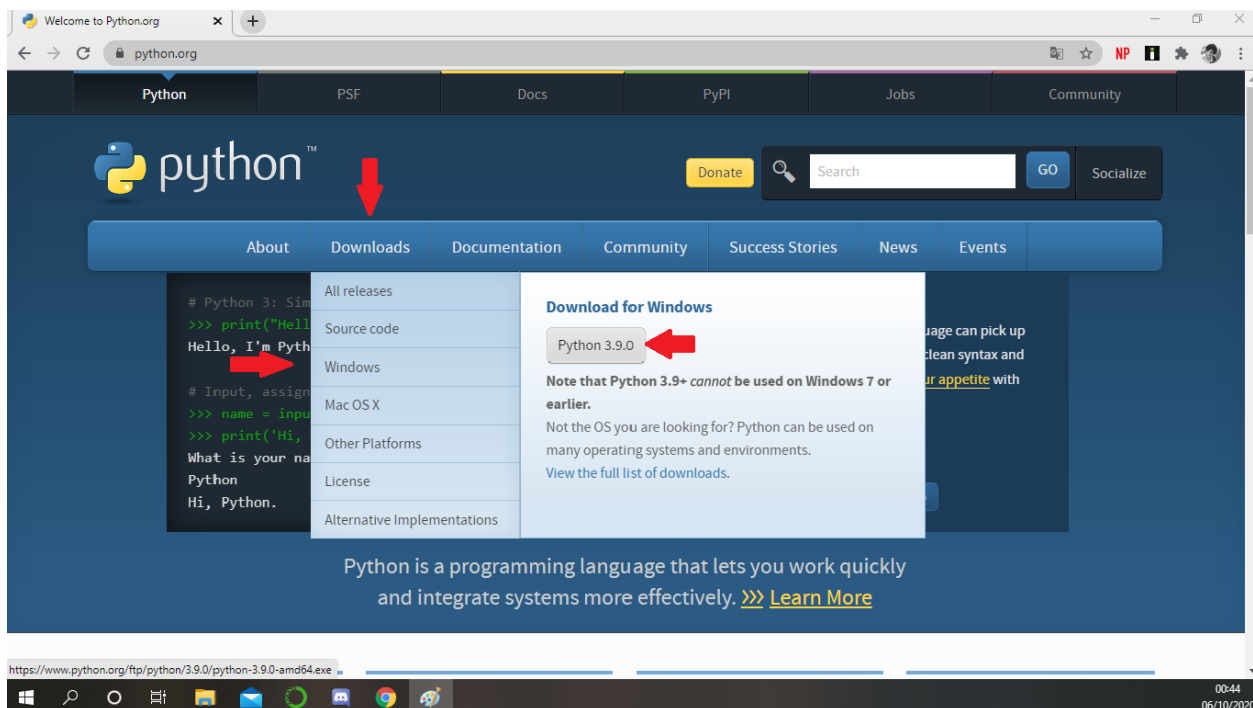 Welcome to Python.org
python.org
NP
Python PSF Docs PyPI Jobs Community
python™
Donate
Search
GO
Socialize
About Downloads Documentation Community Success Stories News Events
All releases
Source code
Windows
Mac OS X
Other Platforms
License
Alternative Implementations
Download for Windows
Python 3.9.0
Note that Python 3.9+ cannot be used on Windows 7 or
earlier.
Not the OS you are looking for? Python can be used on
many operating systems and environments.
View the full list of downloads.
# Python 3: Sim
>>> print("Hell
Hello, I'm Pyth
# Input, assign
>>> name = inpu
>>> print('Hi,
What is your na
Python
Hi, Python.
uage can pick up
clean syntax and
ur appetite with
Python is a programming language that lets you work quickly
and integrate systems more effectively. >>> Learn More
https://www.python.org/ftp/python/3.9.0/python-3.9.0-amd64.exe
00:44
06/10/2020